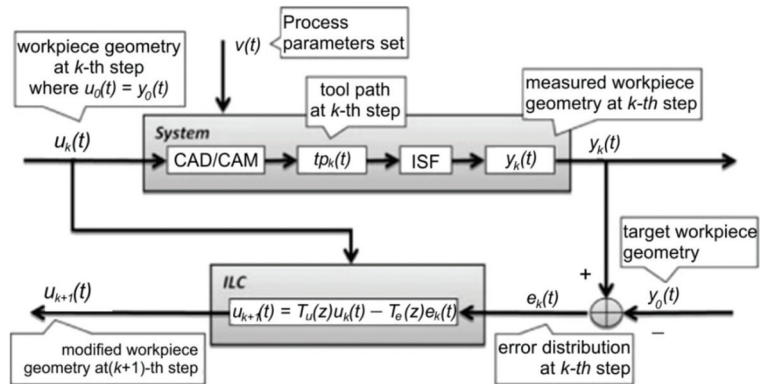 Process
parameters set
v(t)
workpiece geometry
at k-th step
where u₀(t) = y₀(t)
tool path
at k-th step
measured workpiece
geometry at k-th step
uₖ(t)
System
CAD/CAM
tpₖ(t)
ISF
yₖ(t)
yₖ(t)
target workpiece
geometry
ILC
+
uₖ₊₁(t)
uₖ₊₁(t) = Tᵤ(z)uₖ(t) − Tₑ(z)eₖ(t)
eₖ(t)
y₀(t)
−
modified workpiece
geometry at(k+1)-th step
error distribution
at k-th step